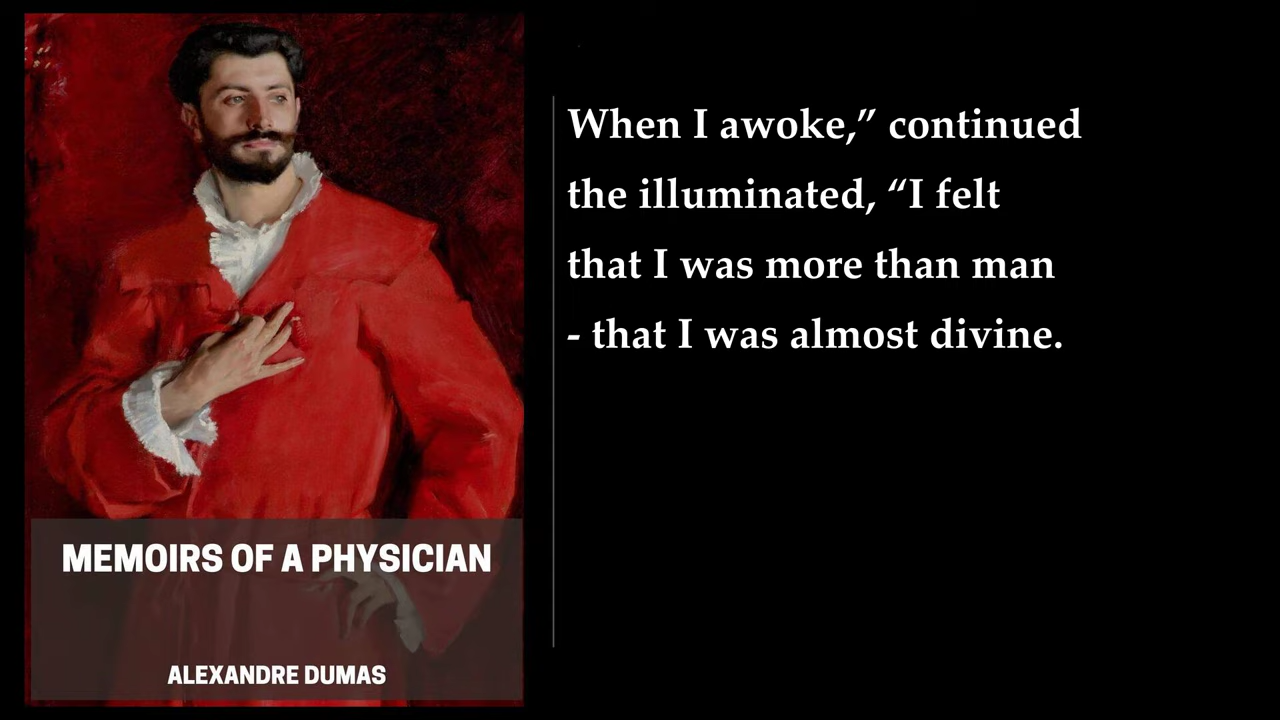 When I awoke,” continued
the illuminated, “I felt
that I was more than man
- that I was almost divine.
MEMOIRS OF A PHYSICIAN
ALEXANDRE DUMAS